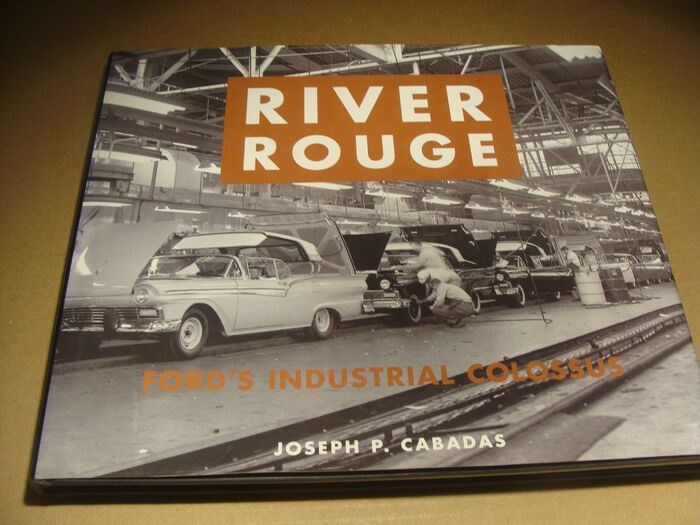 RIVER
ROUGE
FORD'S INDUSTRIAL COLOSSUS
JOSEPH P. CABADAS